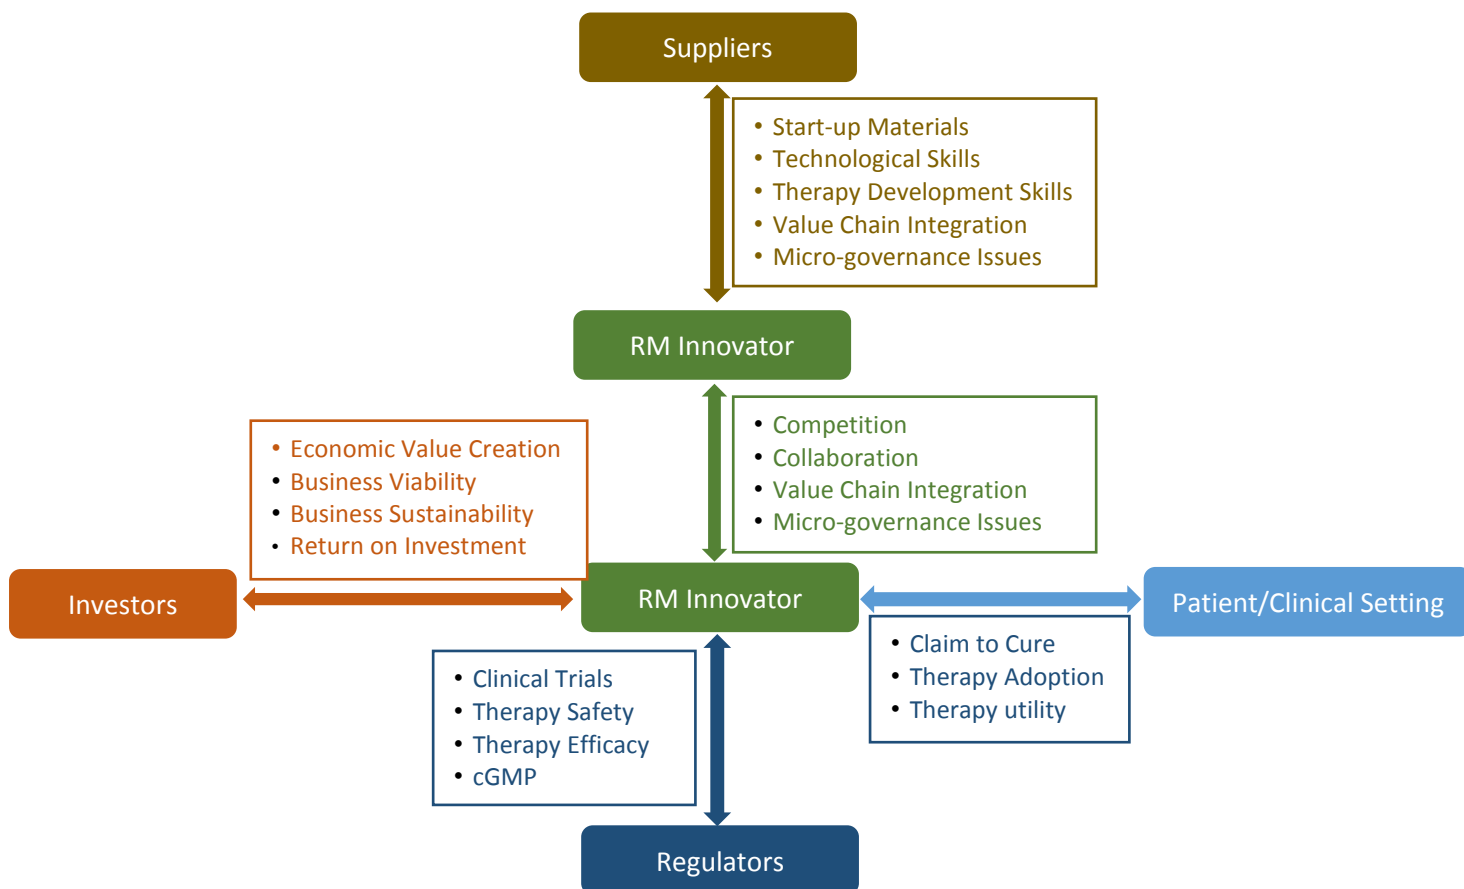 Suppliers
• Start-up Materials
• Technological Skills
• Therapy Development Skills
• Value Chain Integration
• Micro-governance Issues
RM Innovator
• Competition
• Collaboration
• Value Chain Integration
• Micro-governance Issues
• Economic Value Creation
• Business Viability
• Business Sustainability
• Return on Investment
Investors
RM Innovator
Patient/Clinical Setting
• Claim to Cure
• Therapy Adoption
• Therapy utility
• Clinical Trials
• Therapy Safety
• Therapy Efficacy
• cGMP
Regulators